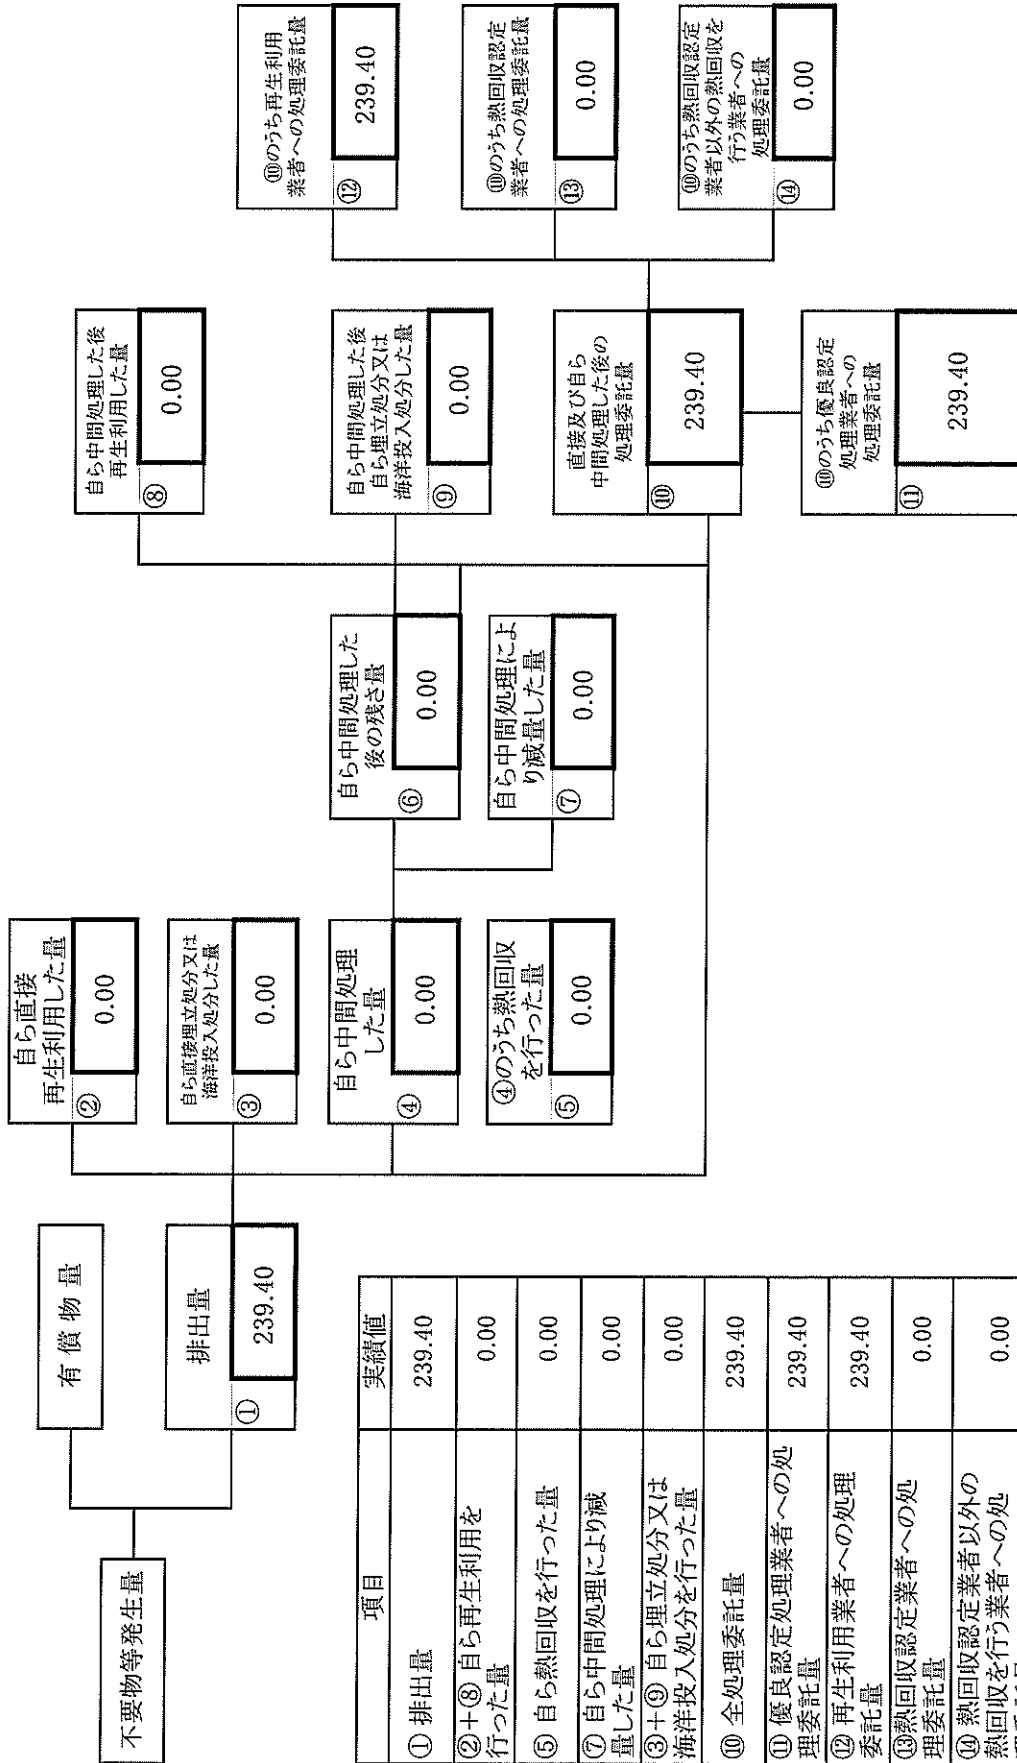 不要物等発生量
有 償 物 量
排出量
①
239.40
自ら直接
再生利用した量
②
0.00
自ら直接埋立処分又は
海洋投入処分した量
③
0.00
自ら中間処理
した量
④
0.00
④のうち熱回収
を行った量
⑤
0.00
自ら中間処理した
後の残さ量
⑥
0.00
自ら中間処理によ
り減量した量
⑦
0.00
自ら中間処理した後
再生利用した量
⑧
0.00
自ら中間処理した後
自ら埋立処分又は
海洋投入処分した量
⑨
0.00
直接及び自ら
中間処理した後の
処理委託量
⑩
239.40
⑩のうち優良認定
処理業者への
処理委託量
⑪
239.40
⑩のうち再生利用
業者への処理委託量
⑫
239.40
⑩のうち熱回収認定
業者への処理委託量
⑬
0.00
⑩のうち熱回収認定
業者以外の熱回収を
行う業者への
処理委託量
⑭
0.00
項目 実績値
① 排出量 239.40
②＋⑧ 自ら再生利用を
行った量 0.00
⑤ 自ら熱回収を行った量 0.00
⑦ 自ら中間処理により減
量した量 0.00
③＋⑨ 自ら埋立処分又は
海洋投入処分を行った量 0.00
⑩ 全処理委託量 239.40
⑪ 優良認定処理業者への処
理委託量 239.40
⑫ 再生利用業者への処理
委託量 239.40
⑬熱回収認定業者への処
理委託量 0.00
⑭ 熱回収認定業者以外の
熱回収を行う業者への処 0.00